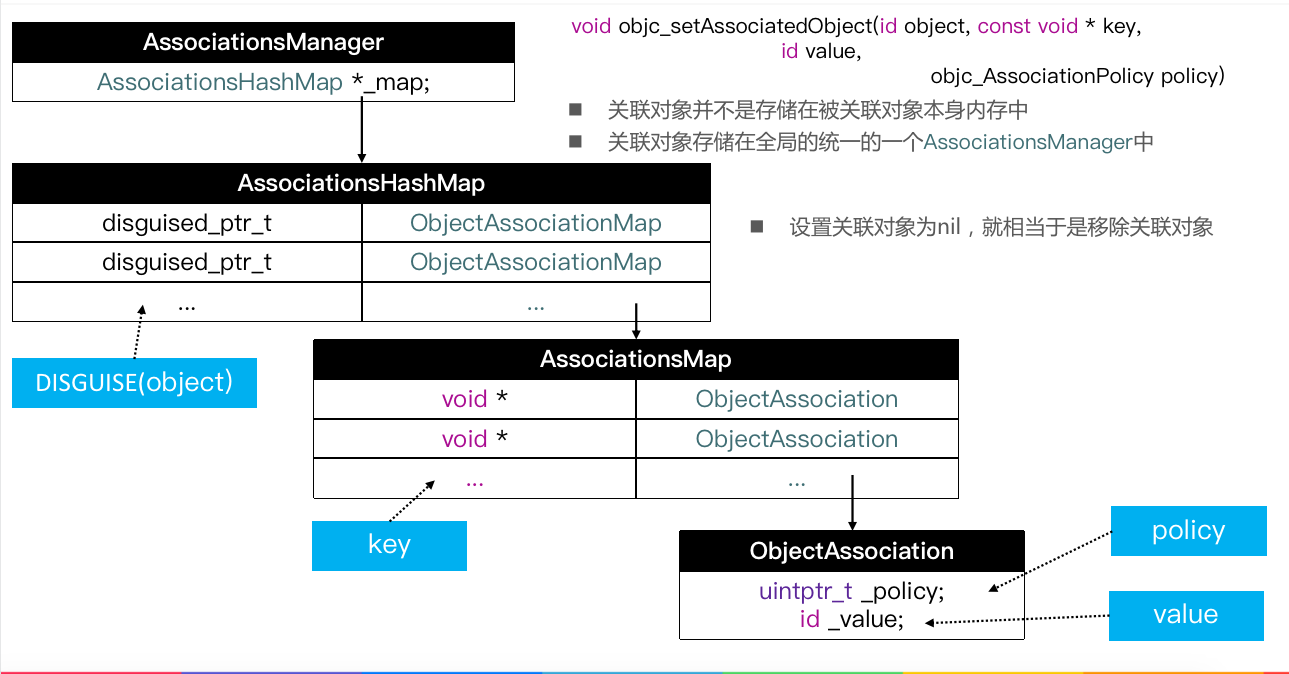 AssociationsManager
AssociationsHashMap *_map;
void objc_setAssociatedObject(id object, const void * key,
id value,
objc_AssociationPolicy policy)
■ 关联对象并不是存储在被关联对象本身内存中
■ 关联对象存储在全局的统一的一个AssociationsManager中
AssociationsHashMap
disguised_ptr_t ObjectAssociationMap
disguised_ptr_t ObjectAssociationMap
... ...
■ 设置关联对象为nil，就相当于是移除关联对象
DISGUISE(object)
AssociationsMap
void * ObjectAssociation
void * ObjectAssociation
... ...
key
ObjectAssociation
uintptr_t _policy;
id _value;
policy
value